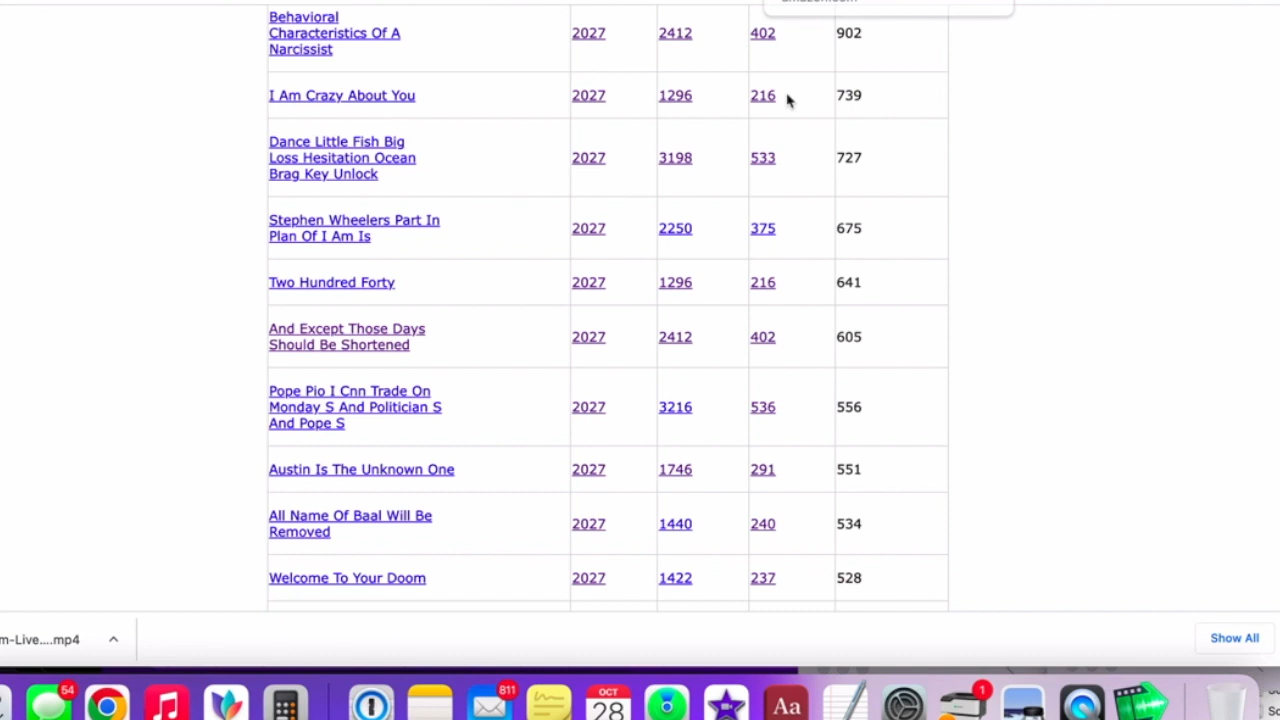 Behavioral
Characteristics Of A
Narcissist
2027 2412 402 902
I Am Crazy About You 2027 1296 216 739
Dance Little Fish Big
Loss Hesitation Ocean
Brag Key Unlock
2027 3198 533 727
Stephen Wheelers Part In
Plan Of I Am Is
2027 2250 375 675
Two Hundred Forty 2027 1296 216 641
And Except Those Days
Should Be Shortened
2027 2412 402 605
Pope Pio I Cnn Trade On
Monday S And Politician S
And Pope S
2027 3216 536 556
Austin Is The Unknown One 2027 1746 291 551
All Name Of Baal Will Be
Removed
2027 1440 240 534
Welcome To Your Doom 2027 1422 237 528
m-Live....mp4
Show All
54
811
OCT
28
Aa
1